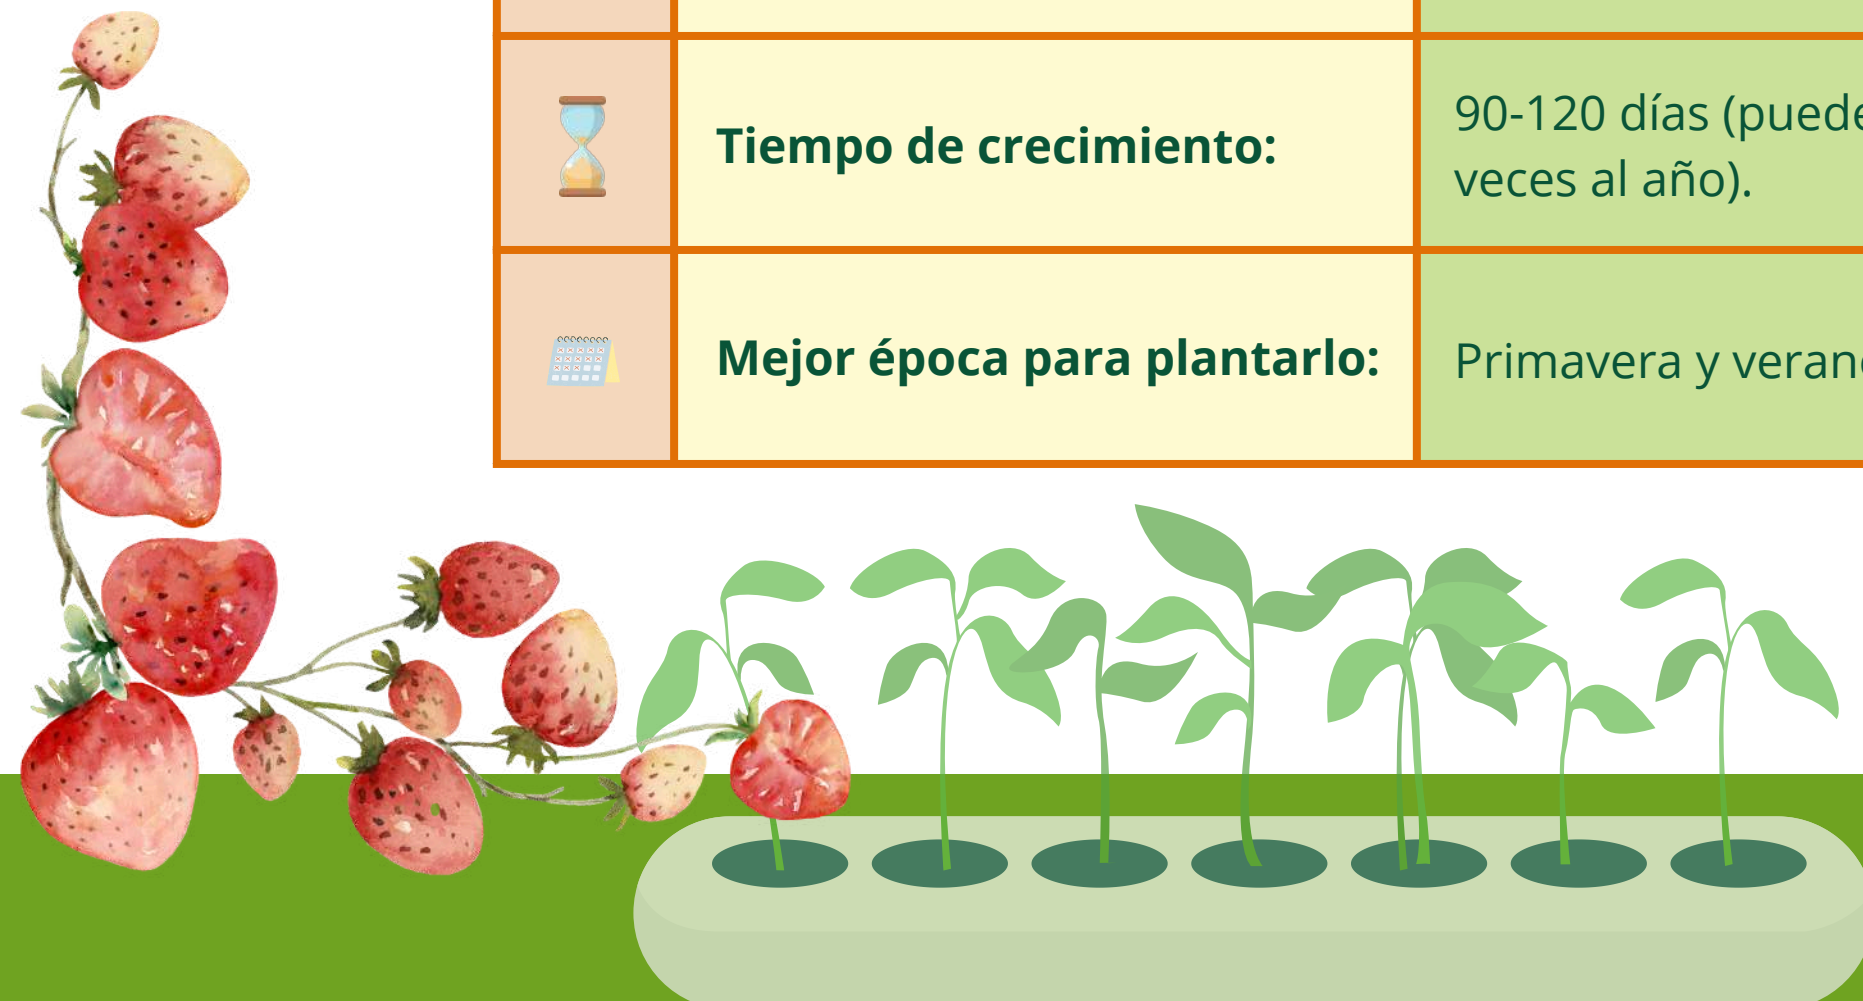 Tiempo de crecimiento:
90-120 días (puede
veces al año).
Mejor época para plantarlo:
Primavera y veran